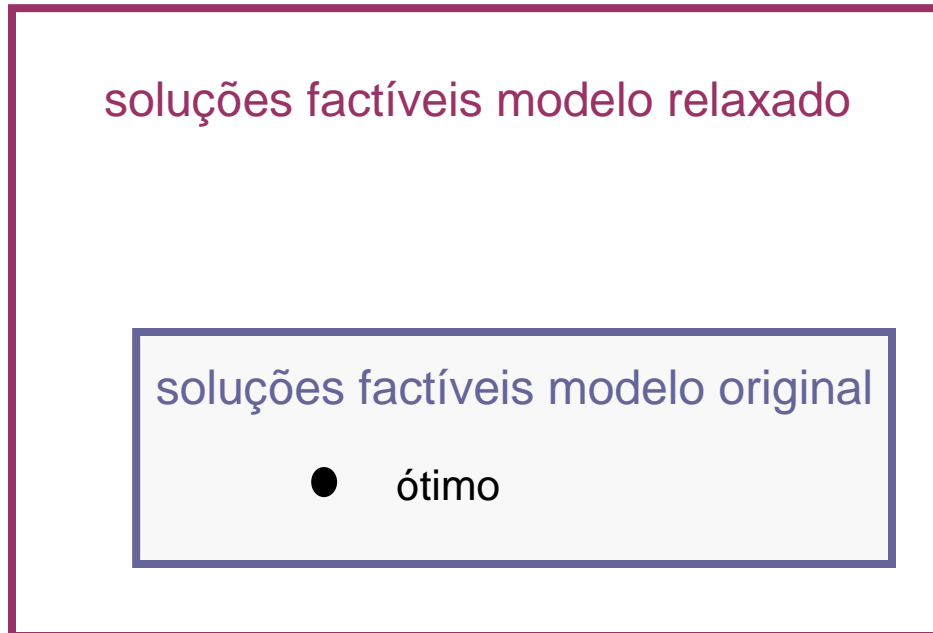 soluções factíveis modelo relaxado
soluções factíveis modelo original
ótimo